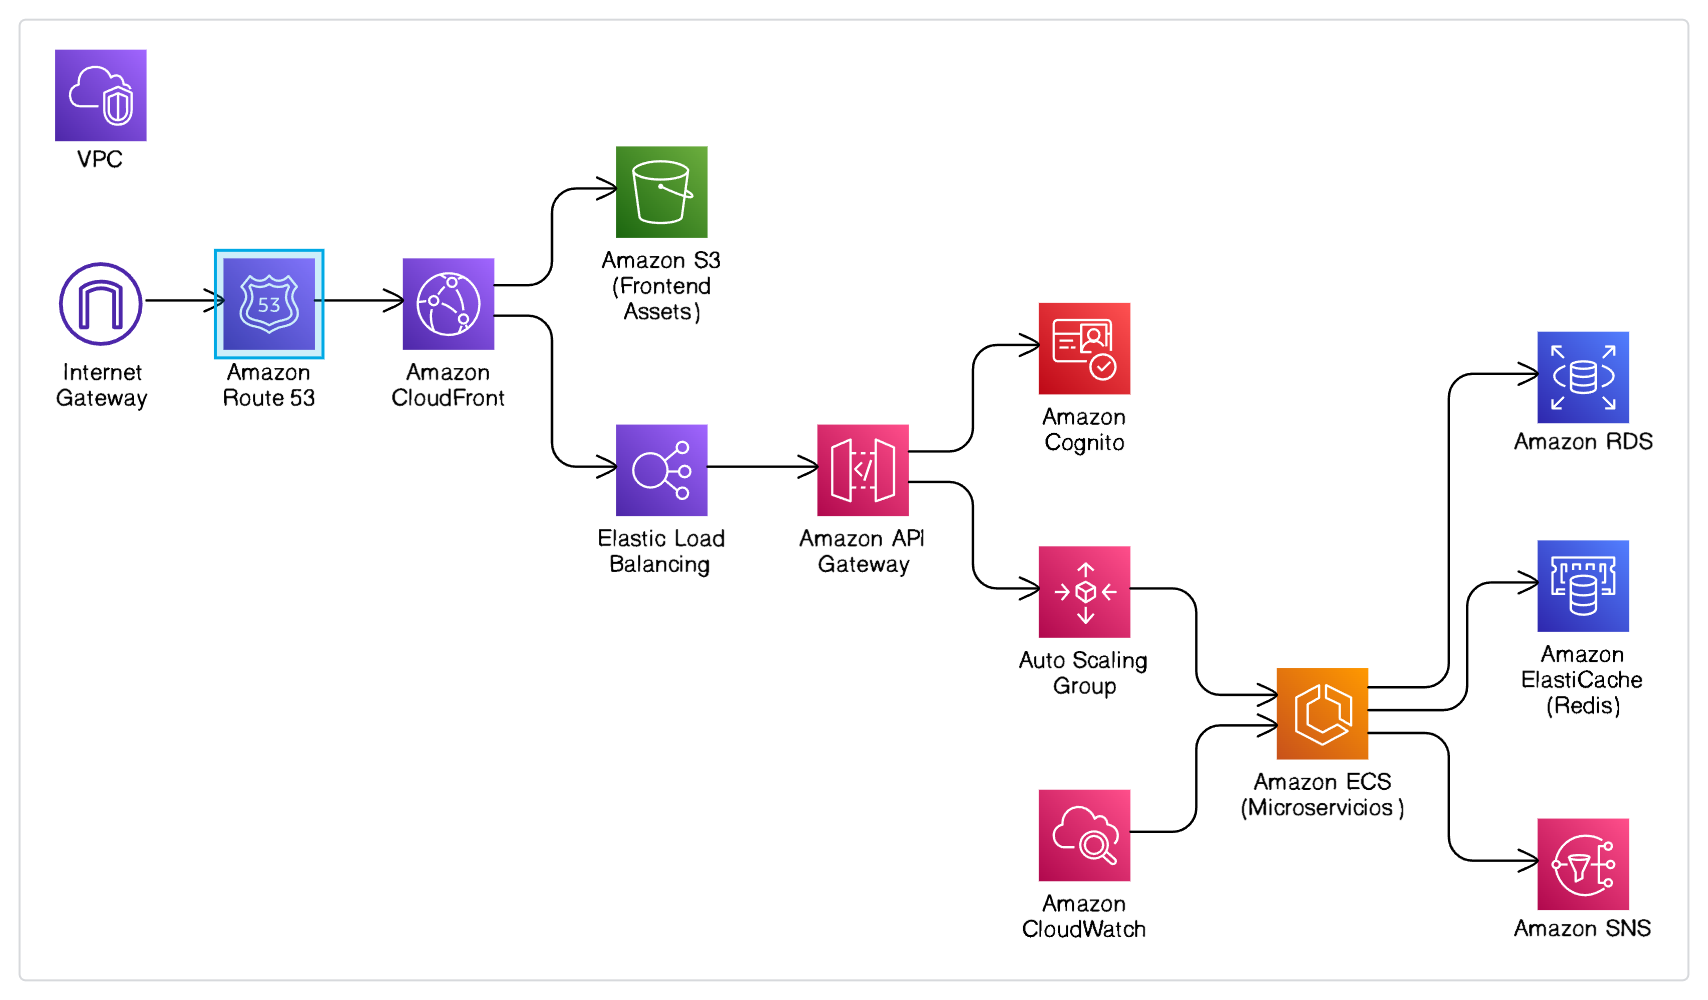 VPC
Internet
Gateway
53
Amazon
Route 53
Amazon
CloudFront
Amazon S3
(Frontend
Assets)
Elastic Load
Balancing
</>
Amazon API
Gateway
Amazon
Cognito
Auto Scaling
Group
Amazon
CloudWatch
Amazon ECS
(Microservicios)
Amazon RDS
Amazon
ElastiCache
(Redis)
Amazon SNS